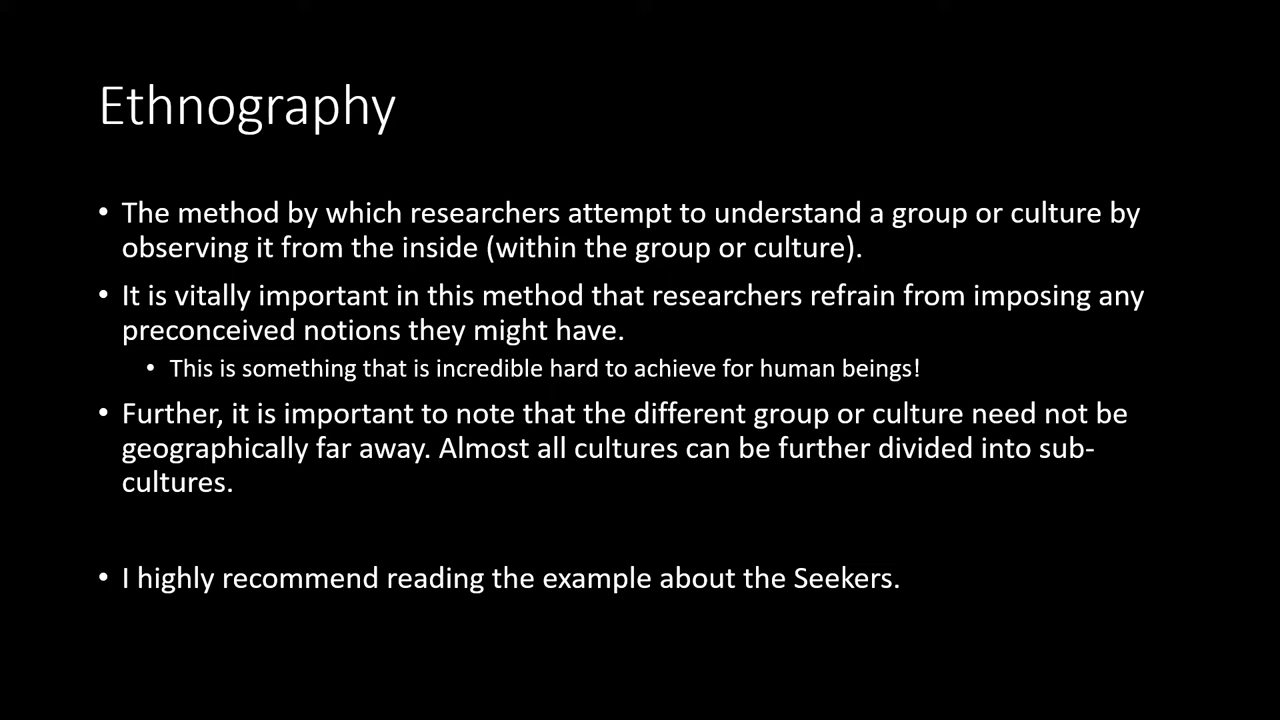 Ethnography
• The method by which researchers attempt to understand a group or culture by
observing it from the inside (within the group or culture).
• It is vitally important in this method that researchers refrain from imposing any
preconceived notions they might have.
• This is something that is incredible hard to achieve for human beings!
• Further, it is important to note that the different group or culture need not be
geographically far away. Almost all cultures can be further divided into sub-
cultures.
• I highly recommend reading the example about the Seekers.